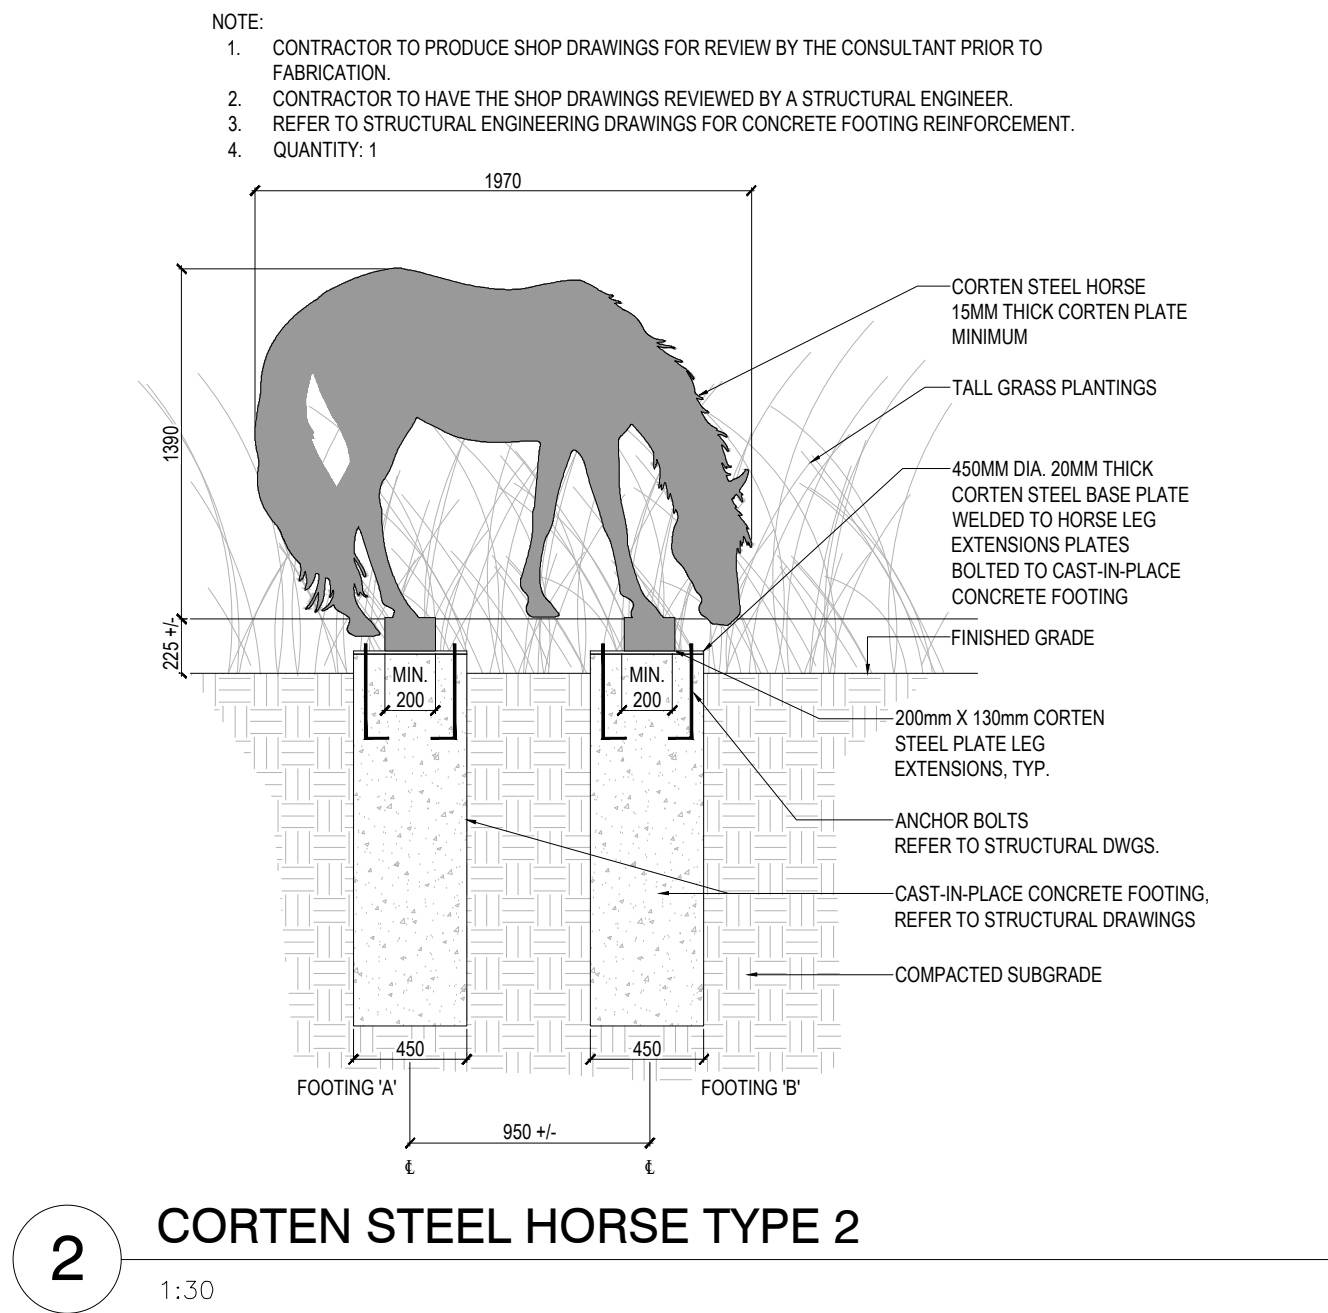 NOTE:
1. CONTRACTOR TO PRODUCE SHOP DRAWINGS FOR REVIEW BY THE CONSULTANT PRIOR TO
FABRICATION.
2. CONTRACTOR TO HAVE THE SHOP DRAWINGS REVIEWED BY A STRUCTURAL ENGINEER.
3. REFER TO STRUCTURAL ENGINEERING DRAWINGS FOR CONCRETE FOOTING REINFORCEMENT.
4. QUANTITY: 1
1970
1390
225 +/-
CORTEN STEEL HORSE
15MM THICK CORTEN PLATE
MINIMUM
TALL GRASS PLANTINGS
450MM DIA. 20MM THICK
CORTEN STEEL BASE PLATE
WELDED TO HORSE LEG
EXTENSIONS PLATES
BOLTED TO CAST-IN-PLACE
CONCRETE FOOTING
FINISHED GRADE
MIN.
200
MIN.
200
200mm X 130mm CORTEN
STEEL PLATE LEG
EXTENSIONS, TYP.
ANCHOR BOLTS
REFER TO STRUCTURAL DWGS.
CAST-IN-PLACE CONCRETE FOOTING,
REFER TO STRUCTURAL DRAWINGS
COMPACTED SUBGRADE
450
450
FOOTING 'A'
FOOTING 'B'
950 +/-
℄
℄
2
CORTEN STEEL HORSE TYPE 2
1:30